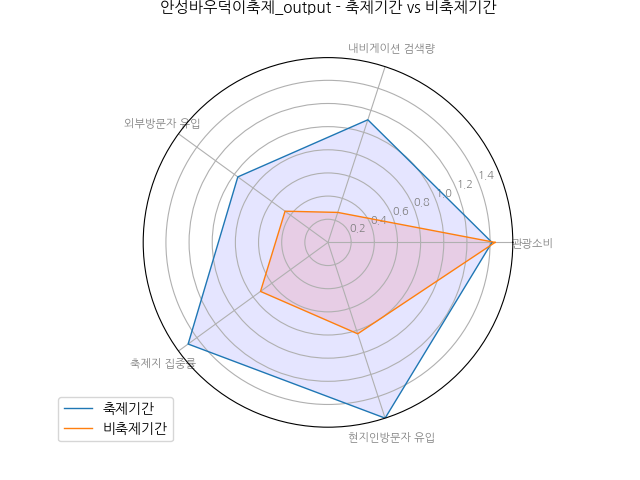 안성바우덕이축제_output - 축제기간 vs 비축제기간
내비게이션 검색량
외부방문자 유입
1.4
1.2
1.0
0.8
0.6
0.4
0.2
관광소비
축제지 집중률
현지인방문자 유입
축제기간
비축제기간